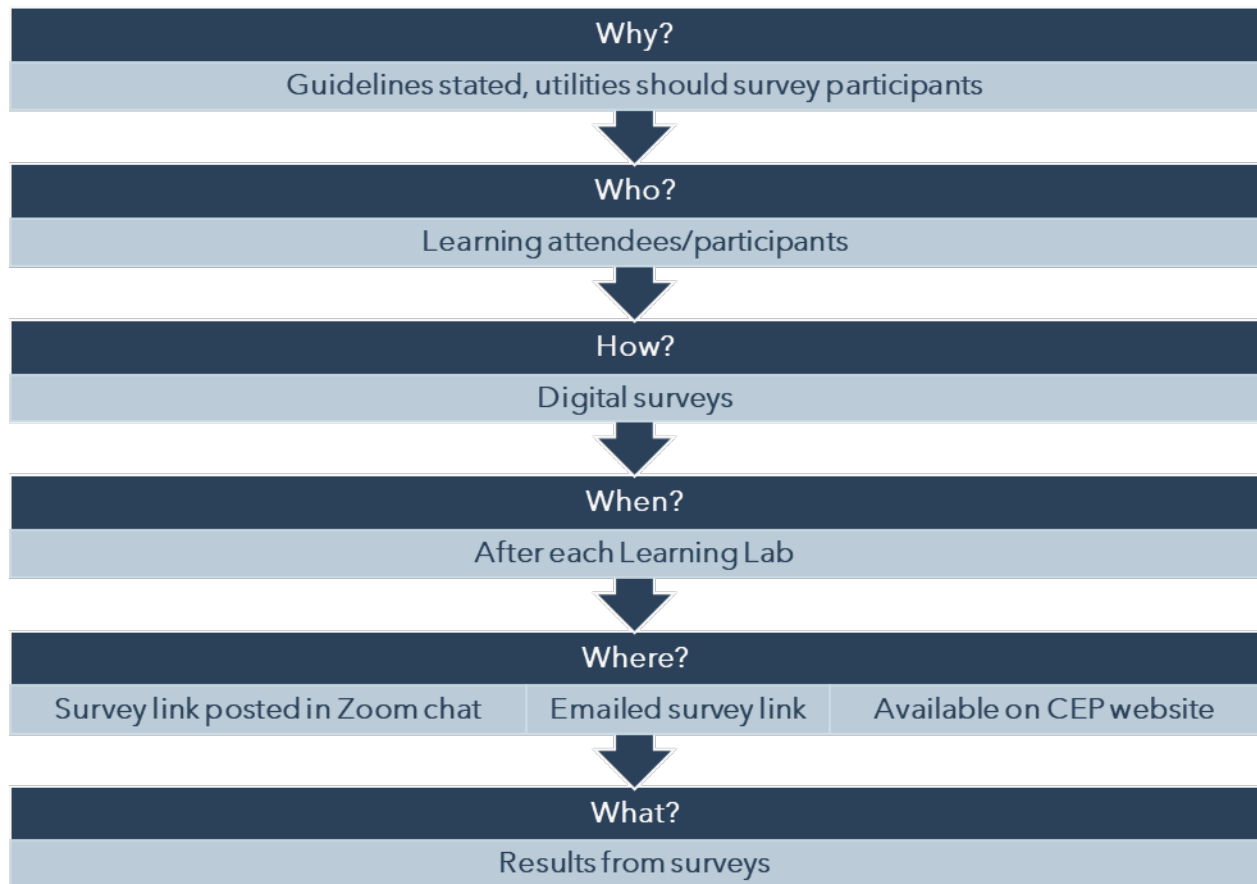 Why?
Guidelines stated, utilities should survey participants
Who?
Learning attendees/participants
How?
Digital surveys
When?
After each Learning Lab
Where?
Survey link posted in Zoom chat
Emailed survey link
Available on CEP website
What?
Results from surveys